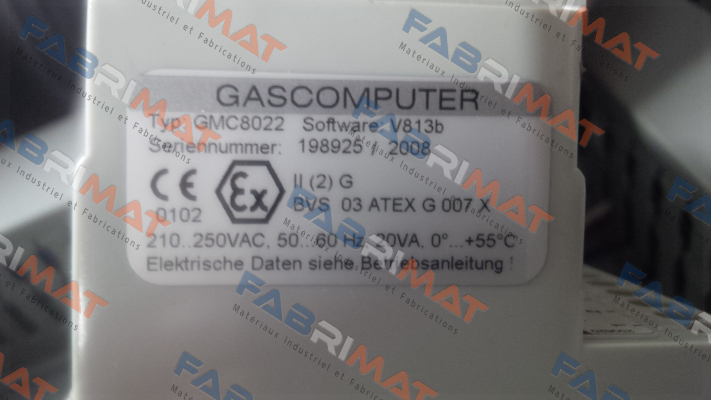 GASCOMPUTER
Typ: GMC8022 Software: V813b
Seriennummer: 198925 2008
CE 0102
Ex
II (2) G
BVS 03 ATEX G 007 X
210..250VAC, 50...60 Hz, 20VA, 0°...+55°C
Elektrische Daten siehe Betriebsanleitung !
FABRIMAT
Materiaux Industriel et Fabrications